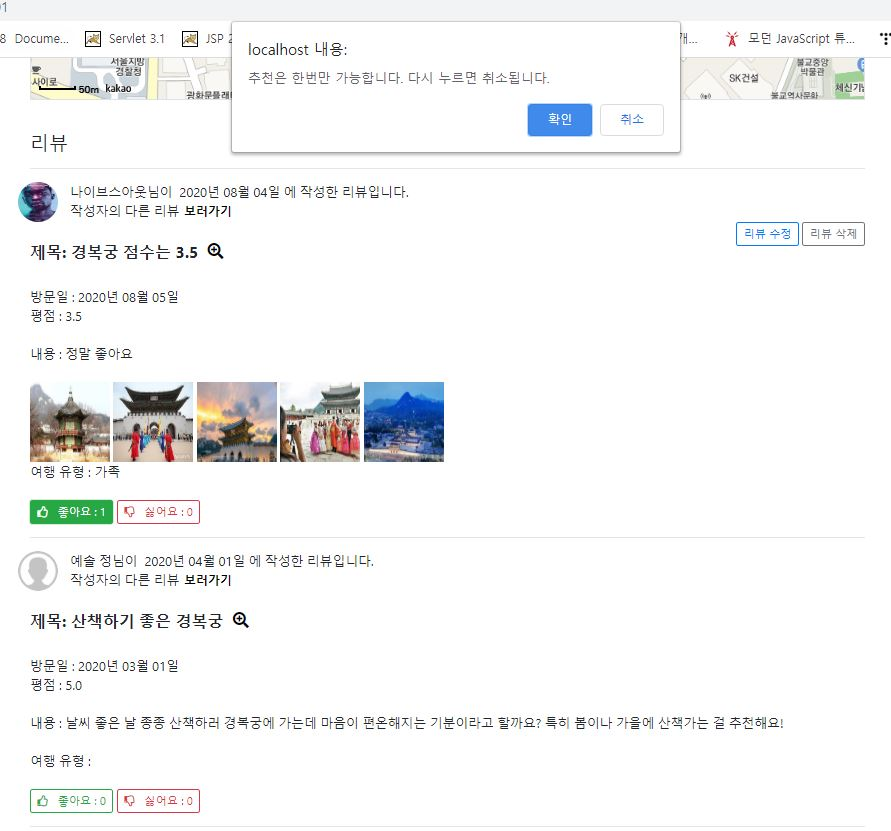 01
8 Docume... Servlet 3.1 JSP 2 개... 모던 JavaScript 튜...
localhost 내용:
추천은 한번만 가능합니다. 다시 누르면 취소됩니다.
확인 취소
서울지방
경찰청
사이로
50m kakao
광화문플래티
SK건설
불교중앙
박물관
불교역사문화
체신기념
리뷰
나이브스아웃님이 2020년 08월 04일 에 작성한 리뷰입니다.
작성자의 다른 리뷰 보러가기
리뷰 수정 리뷰 삭제
제목: 경복궁 점수는 3.5
방문일 : 2020년 08월 05일
평점 : 3.5
내용 : 정말 좋아요
여행 유형 : 가족
좋아요 : 1 싫어요 : 0
예솔 정님이 2020년 04월 01일 에 작성한 리뷰입니다.
작성자의 다른 리뷰 보러가기
제목: 산책하기 좋은 경복궁
방문일 : 2020년 03월 01일
평점 : 5.0
내용 : 날씨 좋은 날 종종 산책하러 경복궁에 가는데 마음이 편온해지는 기분이라고 할까요? 특히 봄이나 가을에 산책가는 걸 추천해요!
여행 유형 :
좋아요 : 0 싫어요 : 0